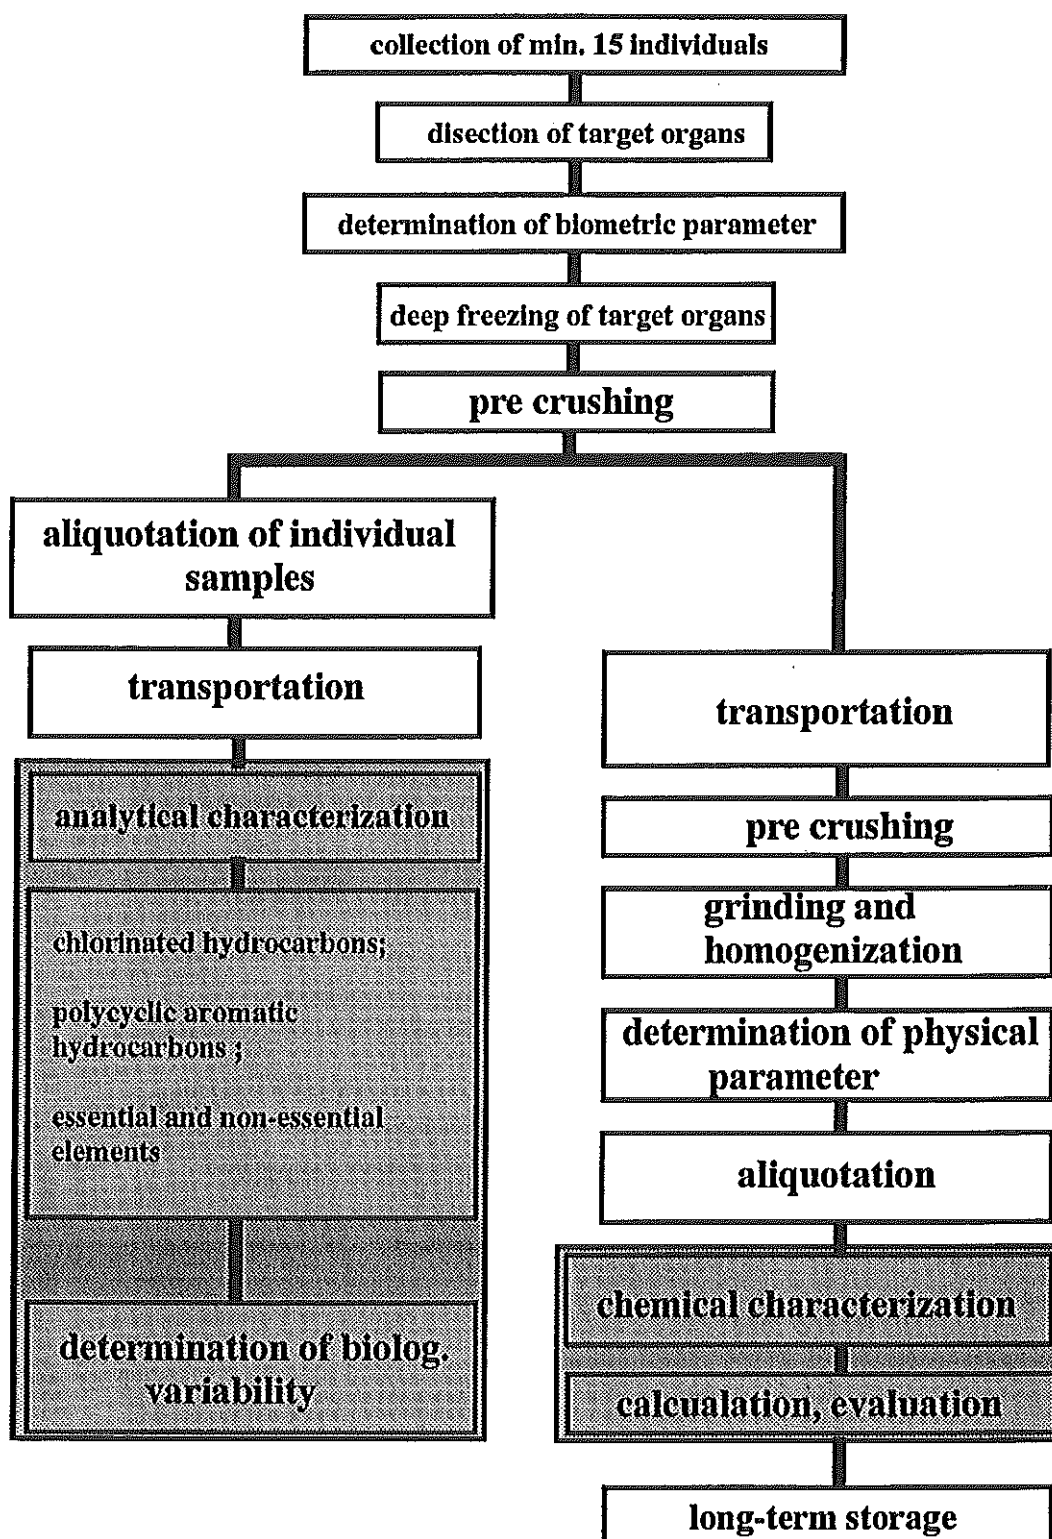 collection of min. 15 individuals
disection of target organs
determination of biometric parameter
deep freezing of target organs
pre crushing
aliquotation of individual
samples
transportation
analytical characterization
chlorinated hydrocarbons;
polycyclic aromatic
hydrocarbons ;
essential and non-essential
elements
determination of biolog.
variability
transportation
pre crushing
grinding and
homogenization
determination of physical
parameter
aliquotation
chemical characterization
calcualation, evaluation
long-term storage